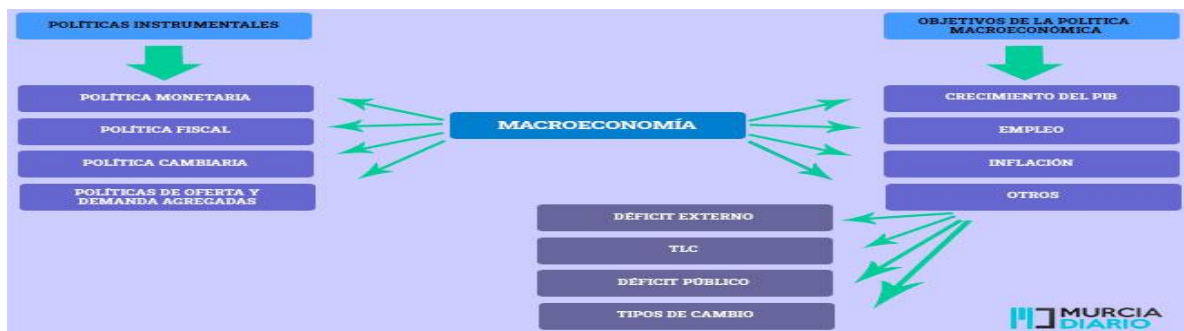 POLÍTICAS INSTRUMENTALES
POLÍTICA MONETARIA
POLÍTICA FISCAL
POLÍTICA CAMBIARIA
POLÍTICAS DE OFERTA Y
DEMANDA AGREGADAS
MACROECONOMÍA
OBJETIVOS DE LA POLITICA
MACROECONÓMICA
CRECIMIENTO DEL PIB
EMPLEO
INFLACIÓN
OTROS
DÉFICIT EXTERNO
TLC
DÉFICIT PÚBLICO
TIPOS DE CAMBIO
MURCIA
DIARIO